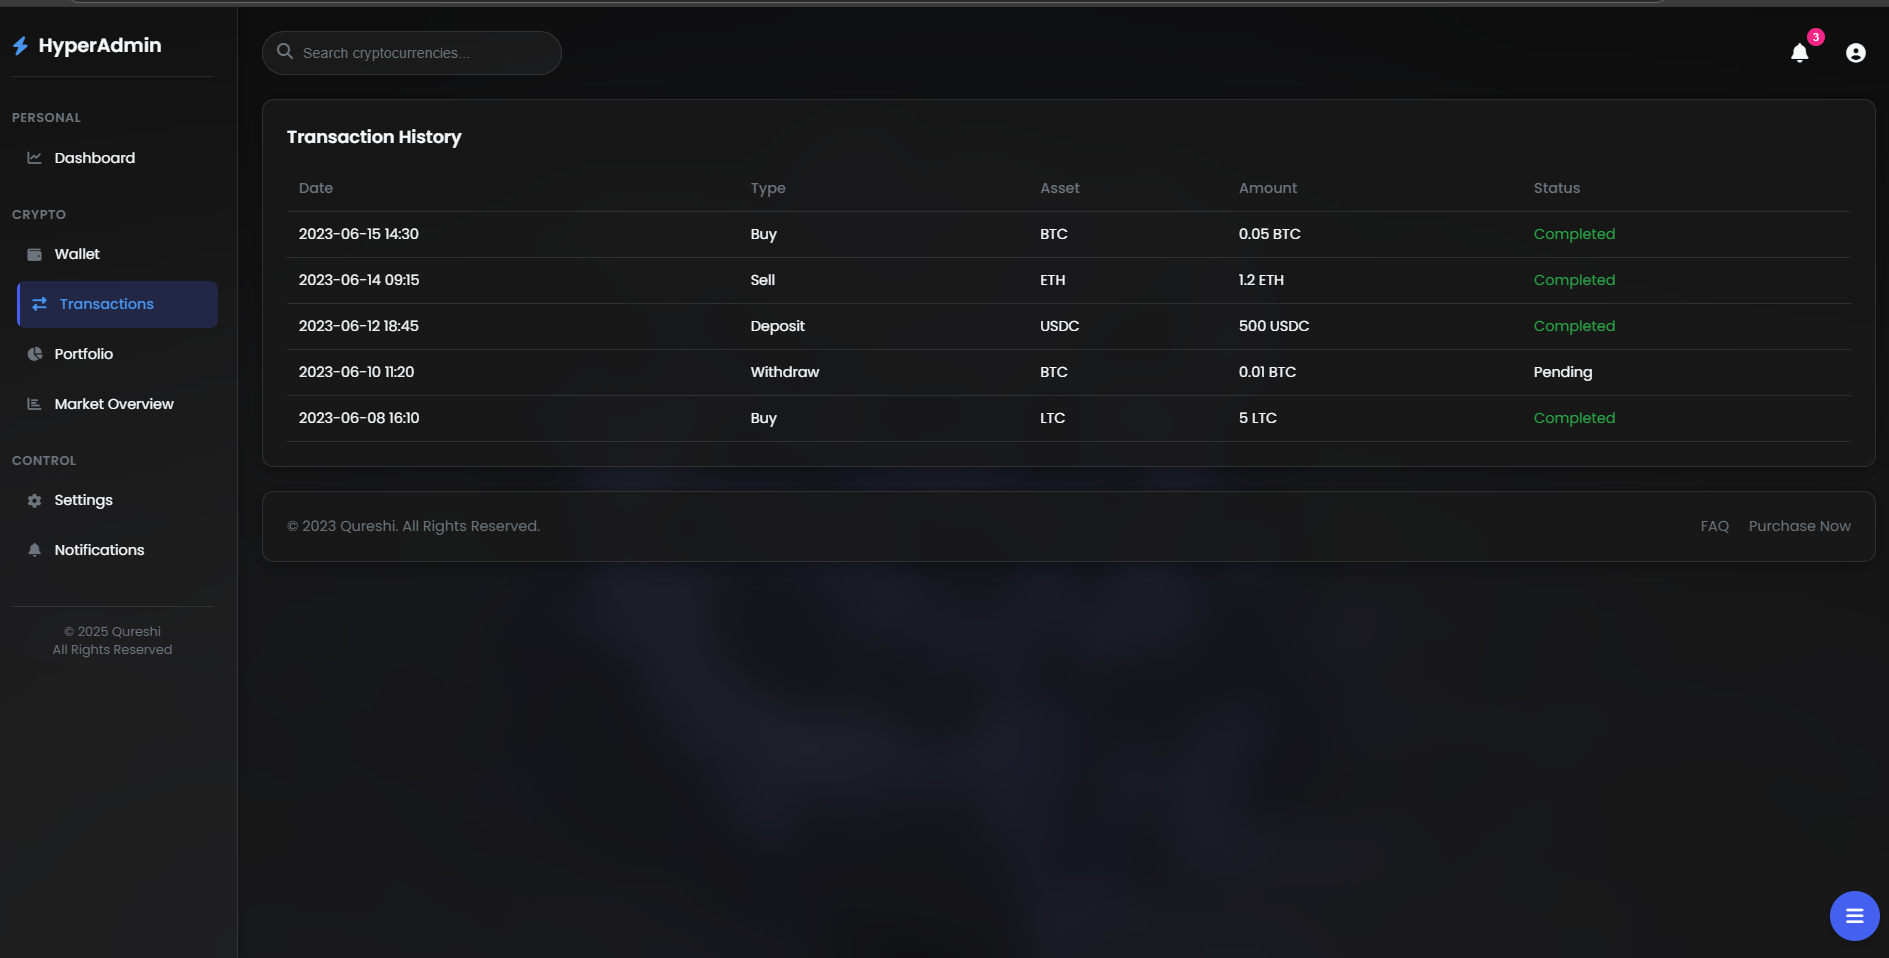 HyperAdmin
PERSONAL
Dashboard
CRYPTO
Wallet
Transactions
Portfolio
Market Overview
CONTROL
Settings
Notifications
© 2025 Qureshi
All Rights Reserved
Search cryptocurrencies...
3
Transaction History
Date Type Asset Amount Status
2023-06-15 14:30 Buy BTC 0.05 BTC Completed
2023-06-14 09:15 Sell ETH 1.2 ETH Completed
2023-06-12 18:45 Deposit USDC 500 USDC Completed
2023-06-10 11:20 Withdraw BTC 0.01 BTC Pending
2023-06-08 16:10 Buy LTC 5 LTC Completed
© 2023 Qureshi. All Rights Reserved. FAQ Purchase Now